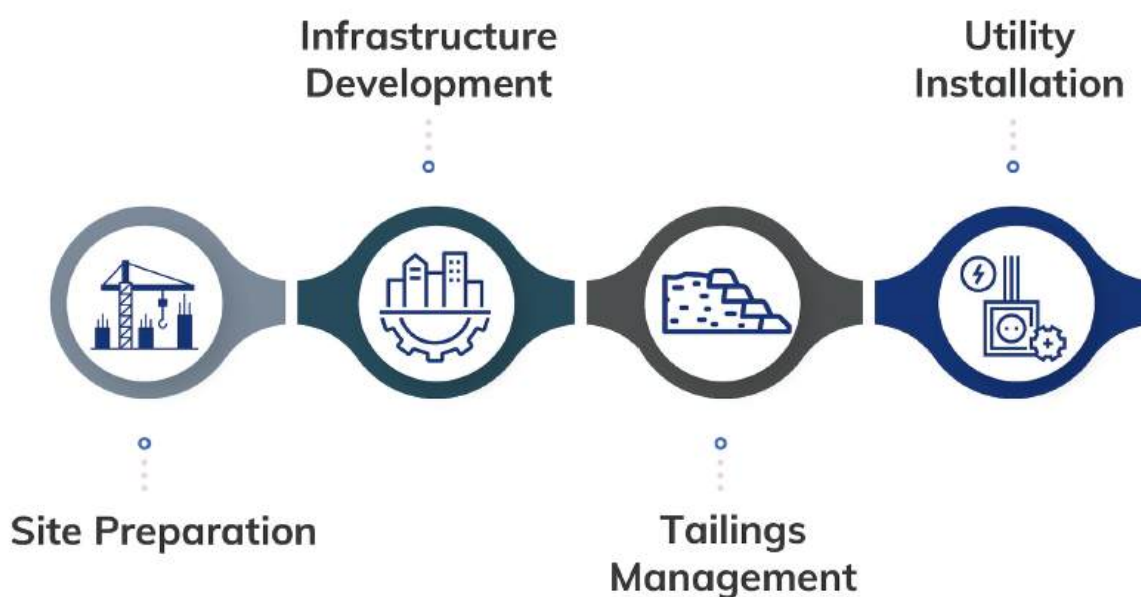 Infrastructure
Development
Utility
Installation
Site Preparation
Tailings
Management